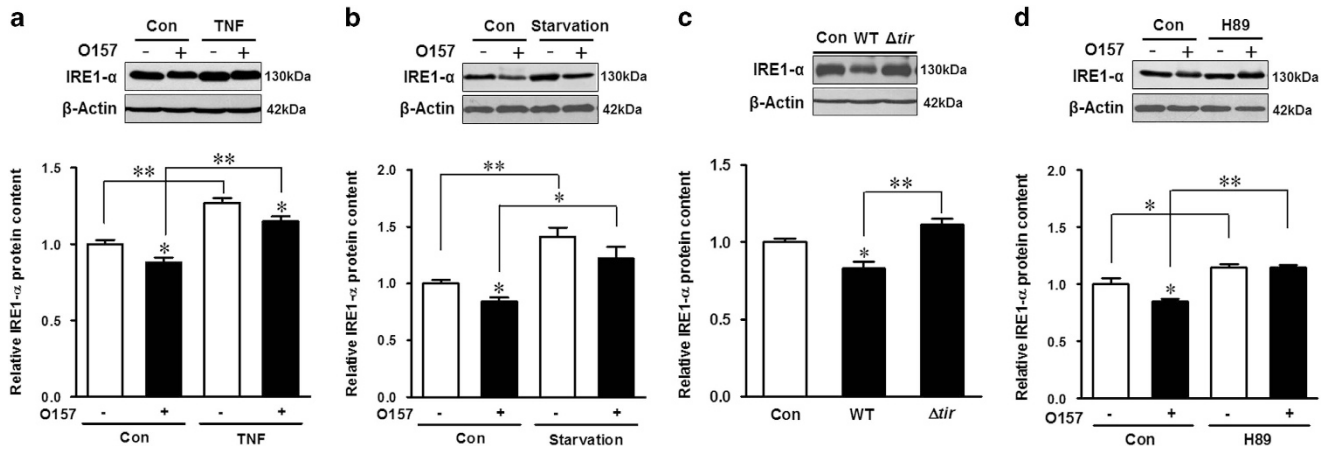 a
Con TNF
O157 - + - +
IRE1-α 130kDa
β-Actin 42kDa
Relative IRE1-α protein content
1.5
1.0
0.5
0.0
**
**
*
*
O157 - + - +
Con TNF
b
Con Starvation
O157 - + - +
IRE1-α 130kDa
β-Actin 42kDa
Relative IRE1-α protein content
2.0
1.5
1.0
0.5
0.0
**
*
*
O157 - + - +
Con Starvation
c
Con WT Δtir
IRE1-α 130kDa
β-Actin 42kDa
Relative IRE1-α protein content
1.5
1.0
0.5
0.0
**
*
Con WT Δtir
d
Con H89
O157 - + - +
IRE1-α 130kDa
β-Actin 42kDa
Relative IRE1-α protein content
2.0
1.5
1.0
0.5
0.0
**
*
*
O157 - + - +
Con H89